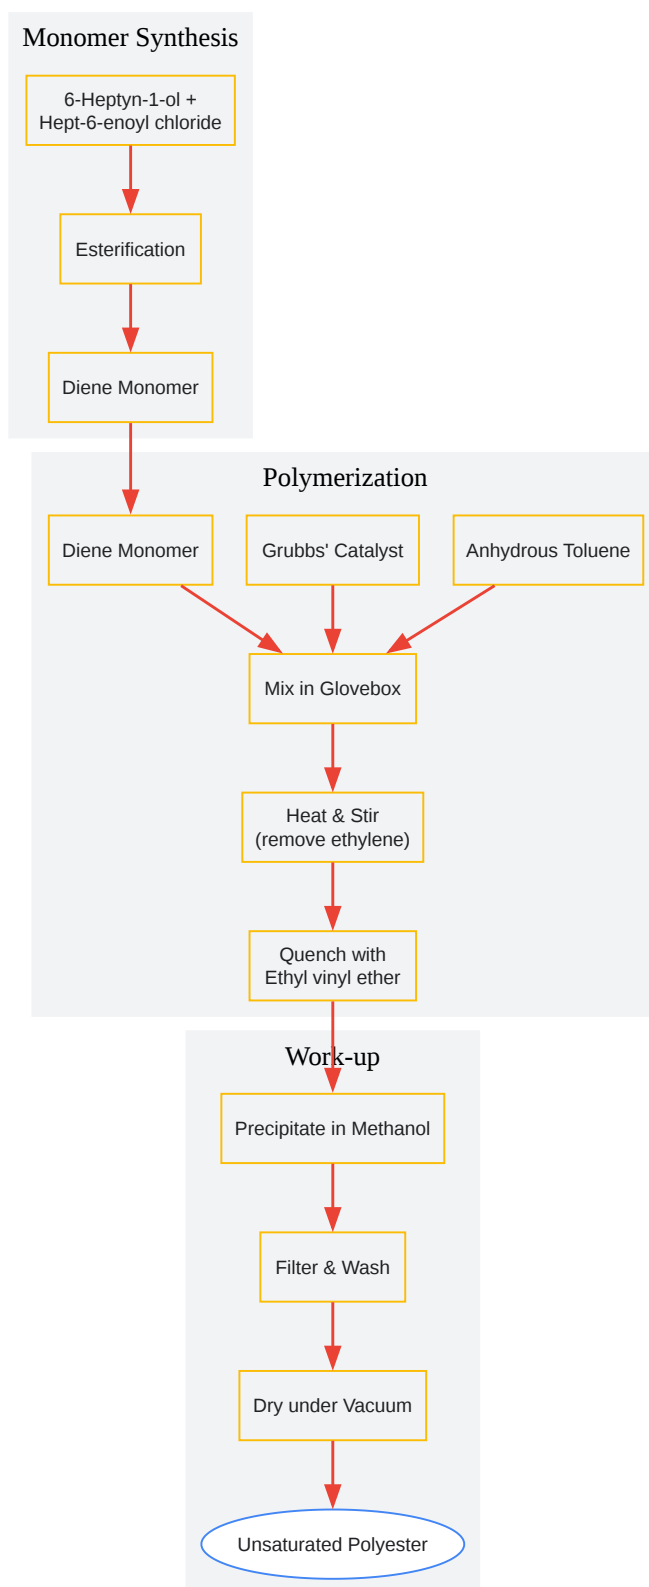 Monomer Synthesis
6-Heptyn-1-ol +
Hept-6-enoyl chloride
Esterification
Diene Monomer
Polymerization
Diene Monomer
Grubbs' Catalyst
Anhydrous Toluene
Mix in Glovebox
Heat & Stir
(remove ethylene)
Quench with
Ethyl vinyl ether
Work-up
Precipitate in Methanol
Filter & Wash
Dry under Vacuum
Unsaturated Polyester